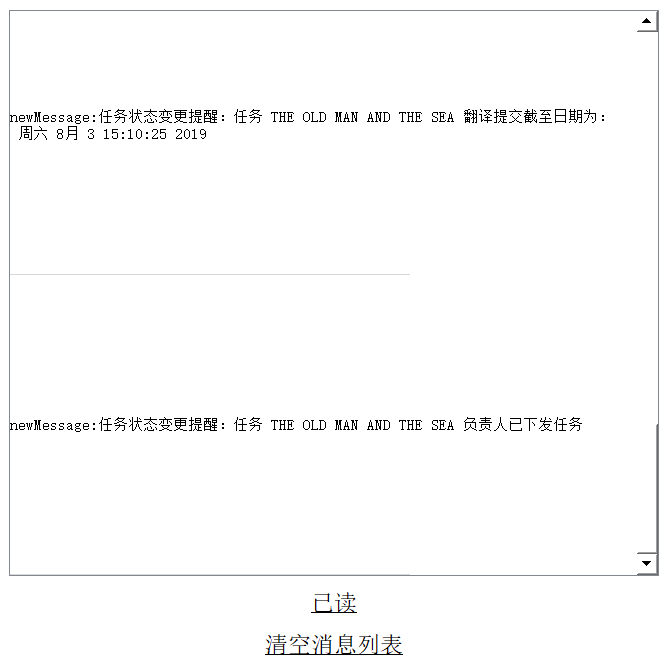 newMessage:任务状态变更提醒：任务 THE OLD MAN AND THE SEA 翻译提交截至日期为：
周六 8月 3 15:10:25 2019
newMessage:任务状态变更提醒：任务 THE OLD MAN AND THE SEA 负责人已下发任务
已读
清空消息列表